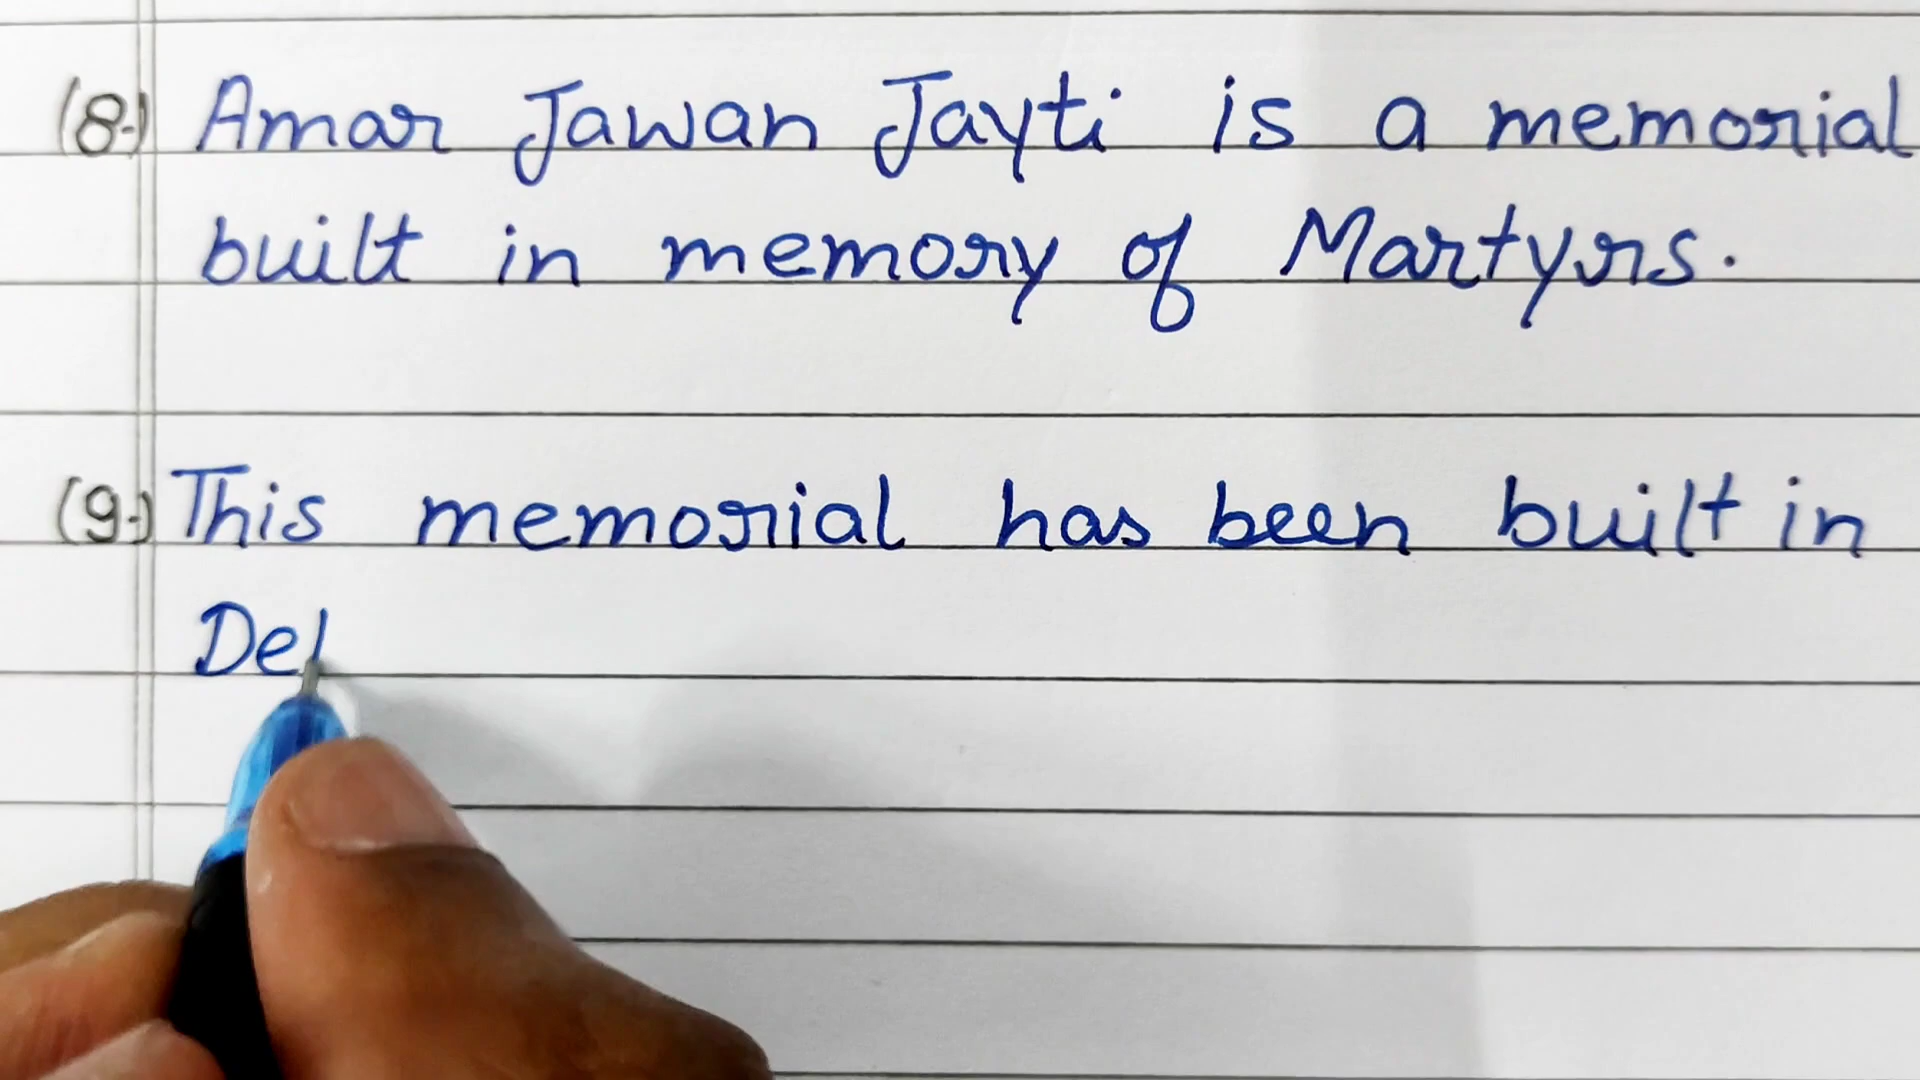 (8.) Amar Jawan Jayti is a memorial
built in memory of Martyrs.
(9.) This memorial has been built in
Del